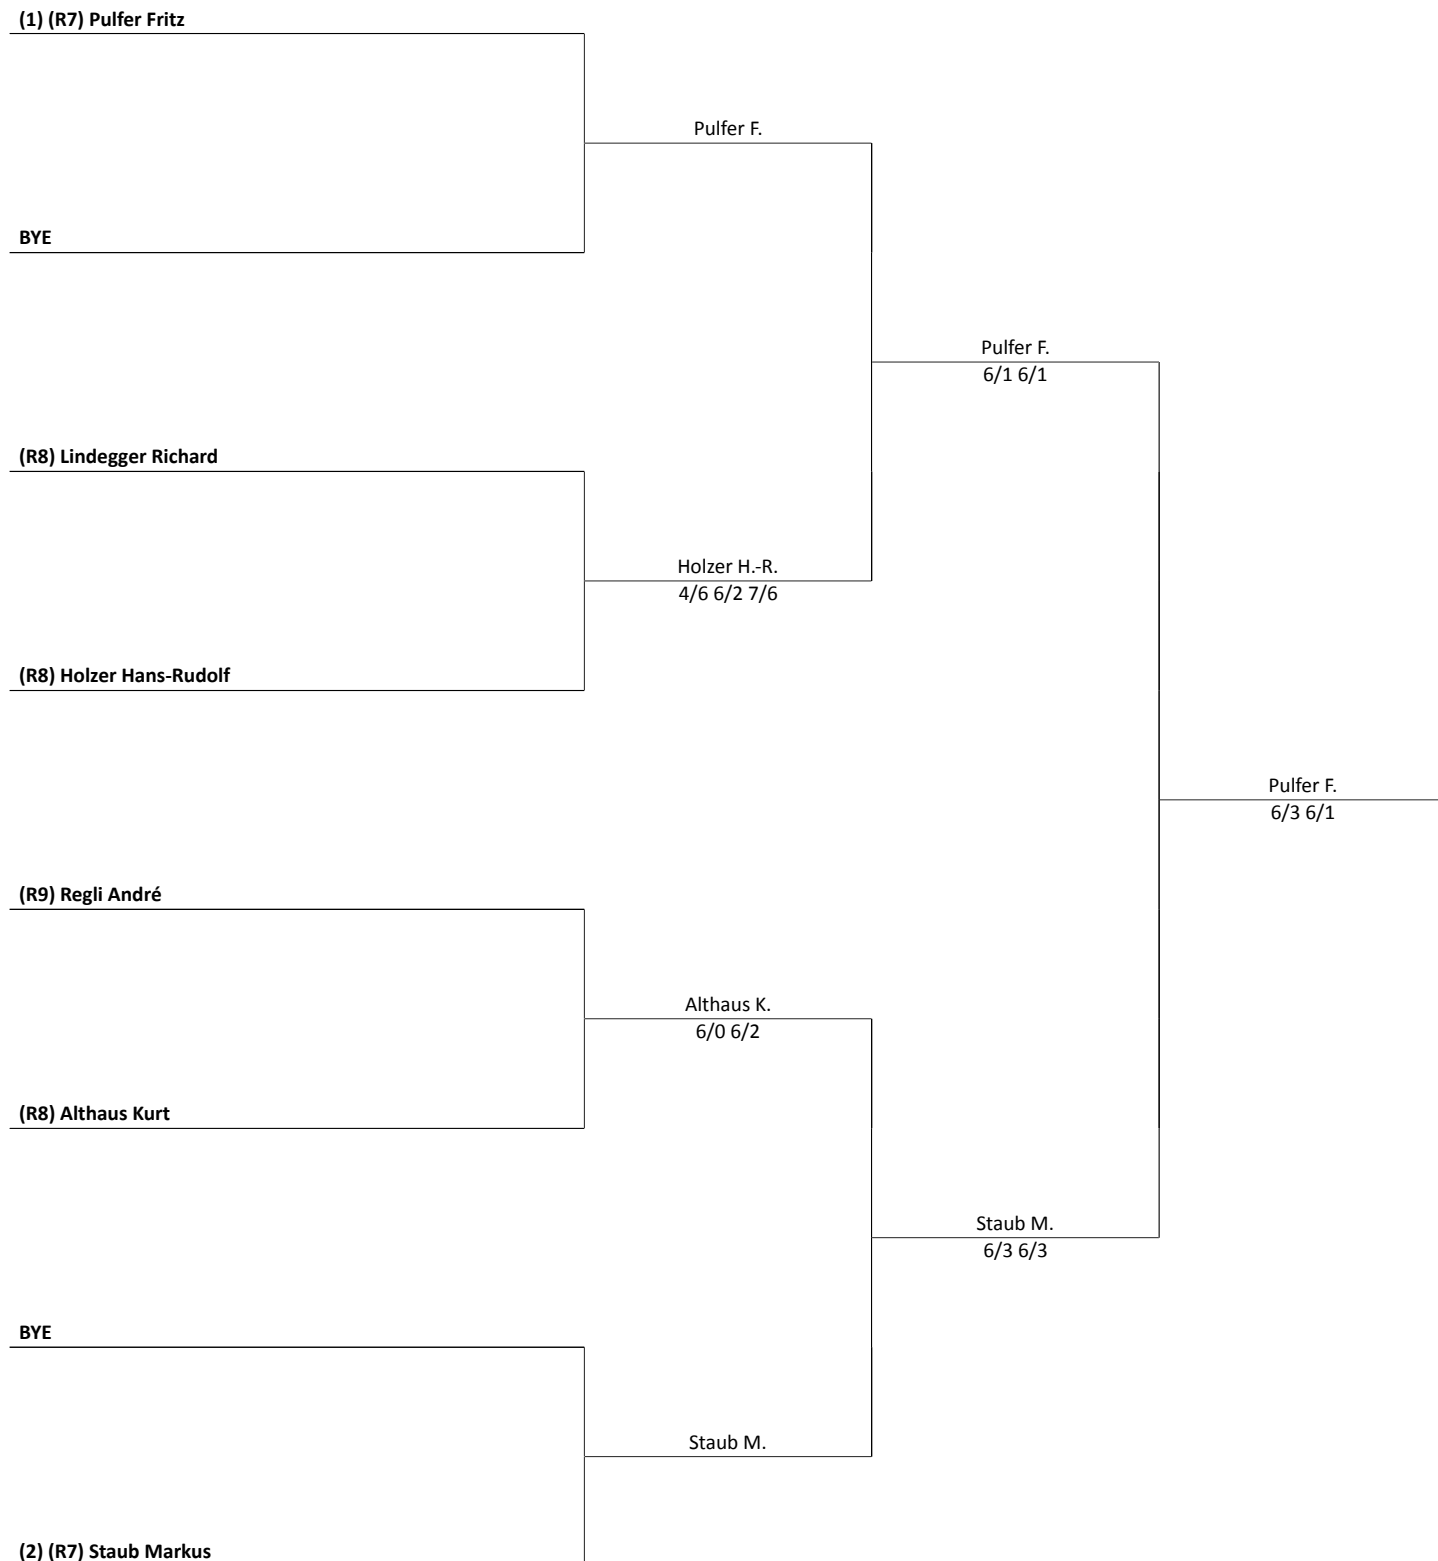 (1) (R7) Pulfer Fritz
Pulfer F.
BYE
Pulfer F.
6/1 6/1
(R8) Lindegger Richard
Holzer H.-R.
4/6 6/2 7/6
(R8) Holzer Hans-Rudolf
Pulfer F.
6/3 6/1
(R9) Regli André
Althaus K.
6/0 6/2
(R8) Althaus Kurt
Staub M.
6/3 6/3
BYE
Staub M.
(2) (R7) Staub Markus